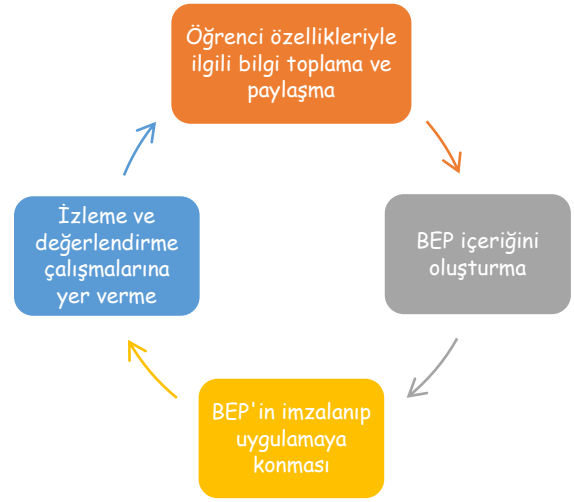 Öğrenci özellikleriyle
ilgili bilgi toplama ve
paylaşma
BEP içeriğini
oluşturma
BEP'in imzalanıp
uygulamaya
konması
İzleme ve
değerlendirme
çalışmalarına
yer verme